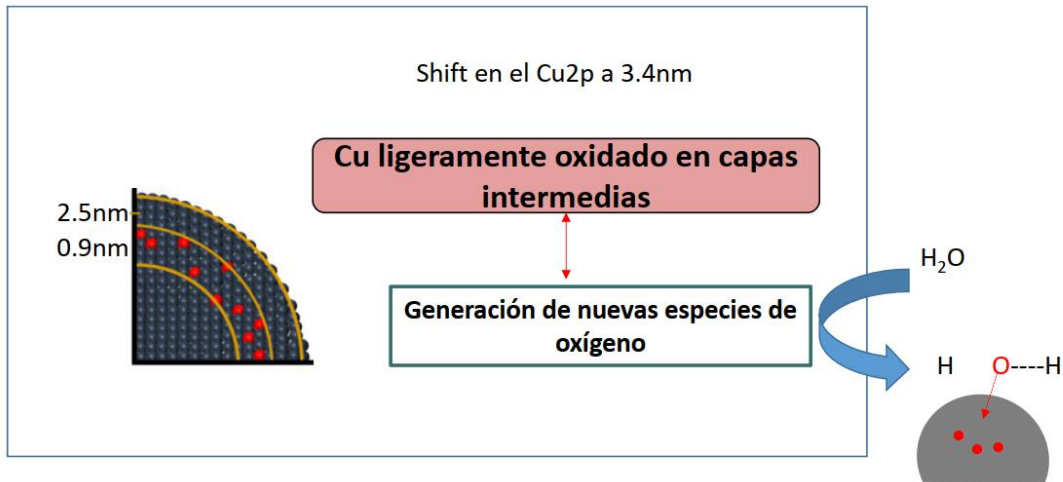 Shift en el Cu2p a 3.4nm
Cu ligeramente oxidado en capas
intermedias
2.5nm
0.9nm
Generación de nuevas especies de
oxígeno
H₂O
H O----H